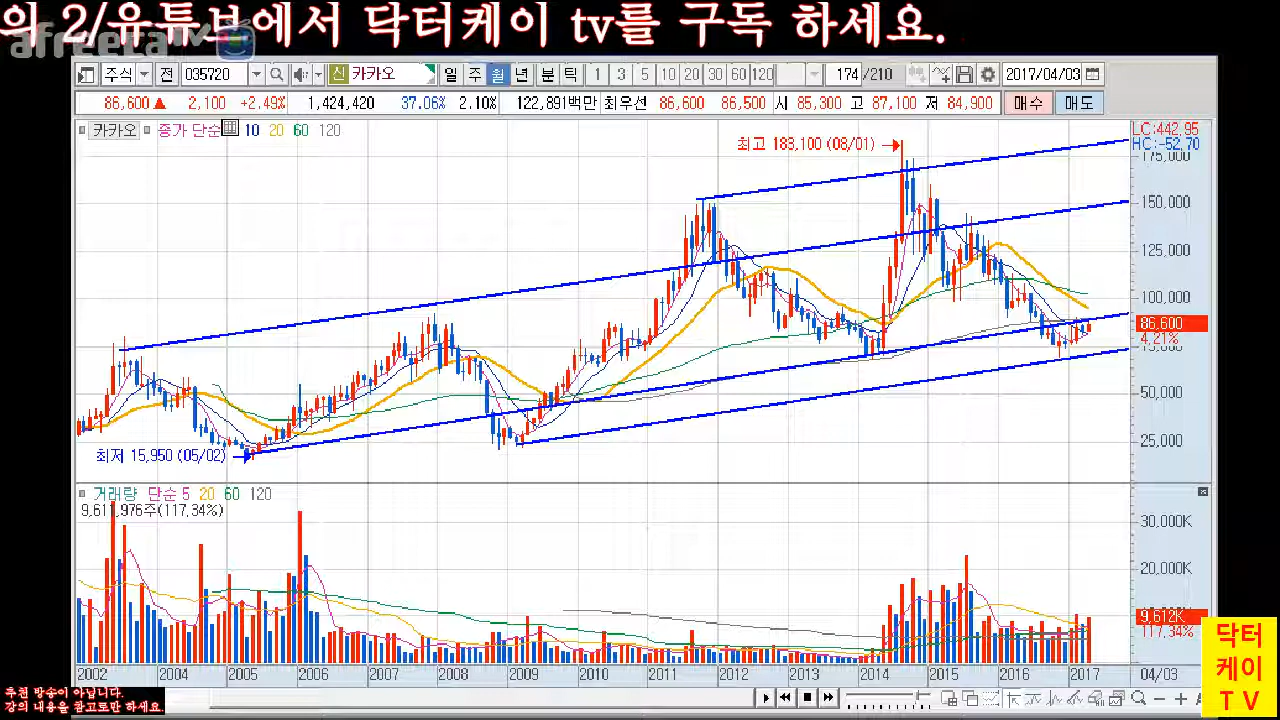 의 2/유튜브에서 닥터케이 tv를 구독 하세요.
afreecaTV
주식 전 035720 신 카카오 일 주 월 년 분 틱 1 3 5 10 20 30 60 120 174 /210 2017/04/03
86,600 ▲ 2,100 +2.49% 1,424,420 37.06% 2.10% 122,891백만 최우선 86,600 86,500 시 85,300 고 87,100 저 84,900 매수 매도
카카오 종가 단순 10 20 60 120
LC:442.95
HC:-52.70
최고 183,100 (08/01)
175,000
150,000
125,000
100,000
86,600
4.21%
75,000
50,000
25,000
최저 15,950 (05/02)
거래량 단순 5 20 60 120
9,611,976주(117.34%)
30,000K
20,000K
9,612K
117.34%
2002 2004 2005 2006 2007 2008 2009 2010 2011 2012 2013 2014 2015 2016 2017 04/03
추천 방송이 아닙니다.
강의 내용을 참고로만 하세요.
닥터
케이
TV